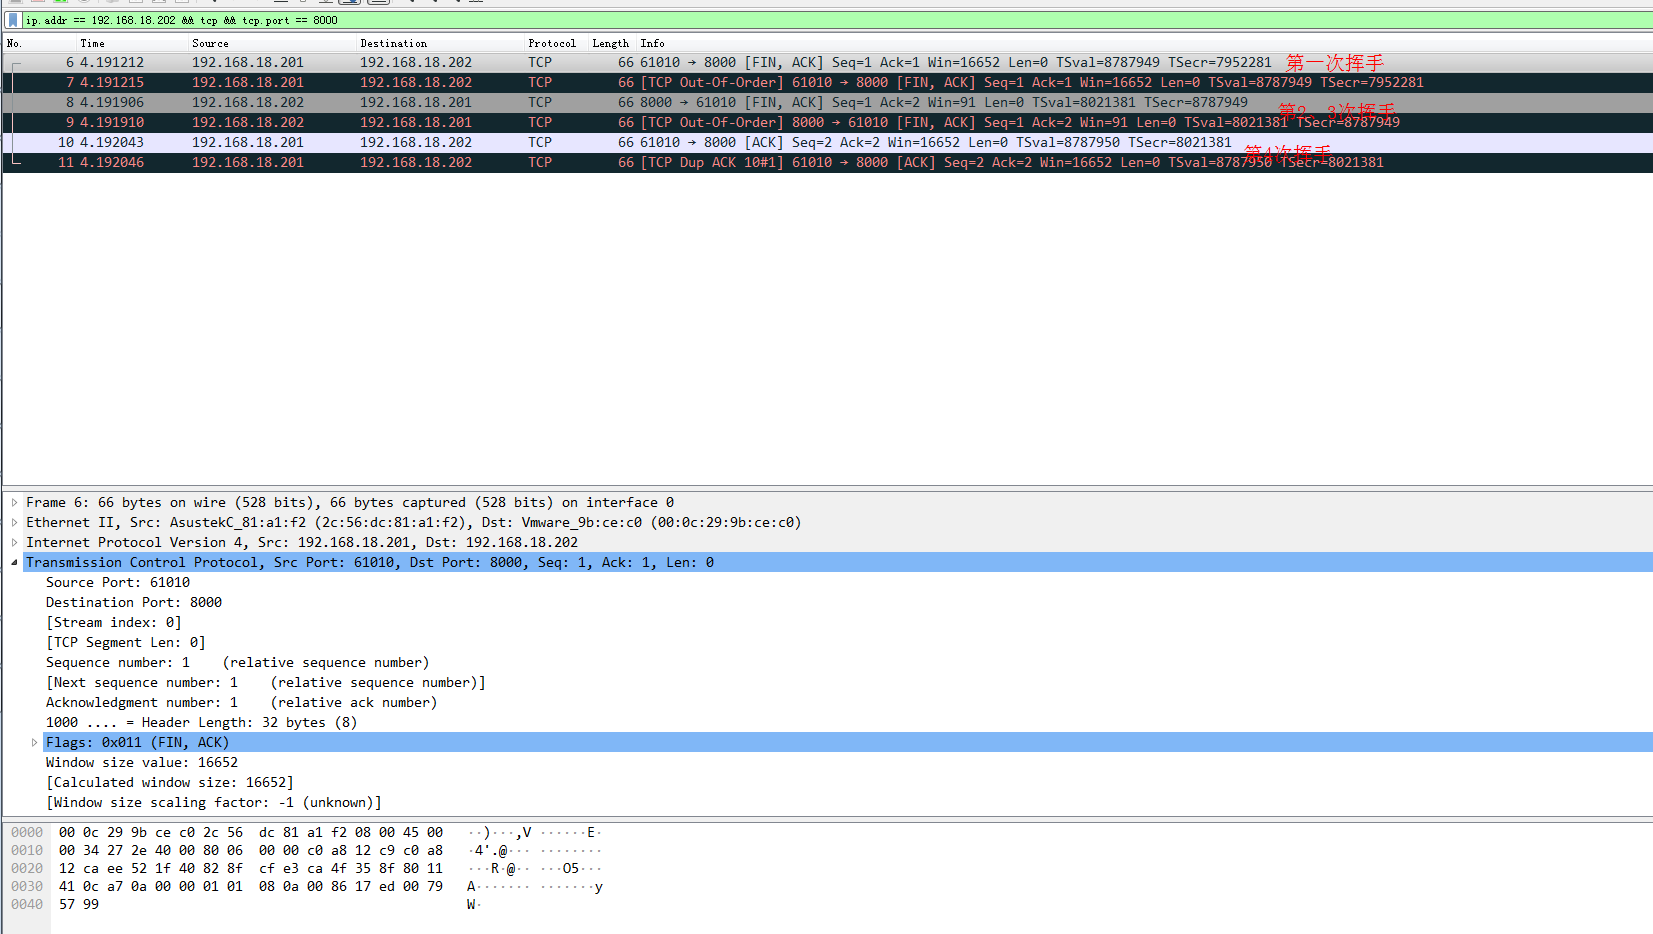 ip.addr == 192.168.18.202 && tcp && tcp.port == 8000
No. Time Source Destination Protocol Length Info
6 4.191212 192.168.18.201 192.168.18.202 TCP 66 61010 → 8000 [FIN, ACK] Seq=1 Ack=1 Win=16652 Len=0 TSval=8787949 TSecr=7952281 第一次挥手
7 4.191215 192.168.18.201 192.168.18.202 TCP 66 [TCP Out-Of-Order] 61010 → 8000 [FIN, ACK] Seq=1 Ack=1 Win=16652 Len=0 TSval=8787949 TSecr=7952281
8 4.191906 192.168.18.202 192.168.18.201 TCP 66 8000 → 61010 [FIN, ACK] Seq=1 Ack=2 Win=91 Len=0 TSval=8021381 TSecr=8787949
第2、3次挥手
9 4.191910 192.168.18.202 192.168.18.201 TCP 66 [TCP Out-Of-Order] 8000 → 61010 [FIN, ACK] Seq=1 Ack=2 Win=91 Len=0 TSval=8021381 TSecr=8787949
10 4.192043 192.168.18.201 192.168.18.202 TCP 66 61010 → 8000 [ACK] Seq=2 Ack=2 Win=16652 Len=0 TSval=8787950 TSecr=8021381
第4次挥手
11 4.192046 192.168.18.201 192.168.18.202 TCP 66 [TCP Dup ACK 10#1] 61010 → 8000 [ACK] Seq=2 Ack=2 Win=16652 Len=0 TSval=8787950 TSecr=8021381
Frame 6: 66 bytes on wire (528 bits), 66 bytes captured (528 bits) on interface 0
Ethernet II, Src: AsustekC_81:a1:f2 (2c:56:dc:81:a1:f2), Dst: Vmware_9b:ce:c0 (00:0c:29:9b:ce:c0)
Internet Protocol Version 4, Src: 192.168.18.201, Dst: 192.168.18.202
Transmission Control Protocol, Src Port: 61010, Dst Port: 8000, Seq: 1, Ack: 1, Len: 0
Source Port: 61010
Destination Port: 8000
[Stream index: 0]
[TCP Segment Len: 0]
Sequence number: 1 (relative sequence number)
[Next sequence number: 1 (relative sequence number)]
Acknowledgment number: 1 (relative ack number)
1000 .... = Header Length: 32 bytes (8)
Flags: 0x011 (FIN, ACK)
Window size value: 16652
[Calculated window size: 16652]
[Window size scaling factor: -1 (unknown)]
0000 00 0c 29 9b ce c0 2c 56 dc 81 a1 f2 08 00 45 00 ··)···,V ······E·
0010 00 34 27 2e 40 00 80 06 00 00 c0 a8 12 c9 c0 a8 ·4'.@··· ········
0020 12 ca ee 52 1f 40 82 8f cf e3 ca 4f 35 8f 80 11 ···R·@·· ···O5···
0030 41 0c a7 0a 00 00 01 01 08 0a 00 86 17 ed 00 79 A······· ·······y
0040 57 99 W·